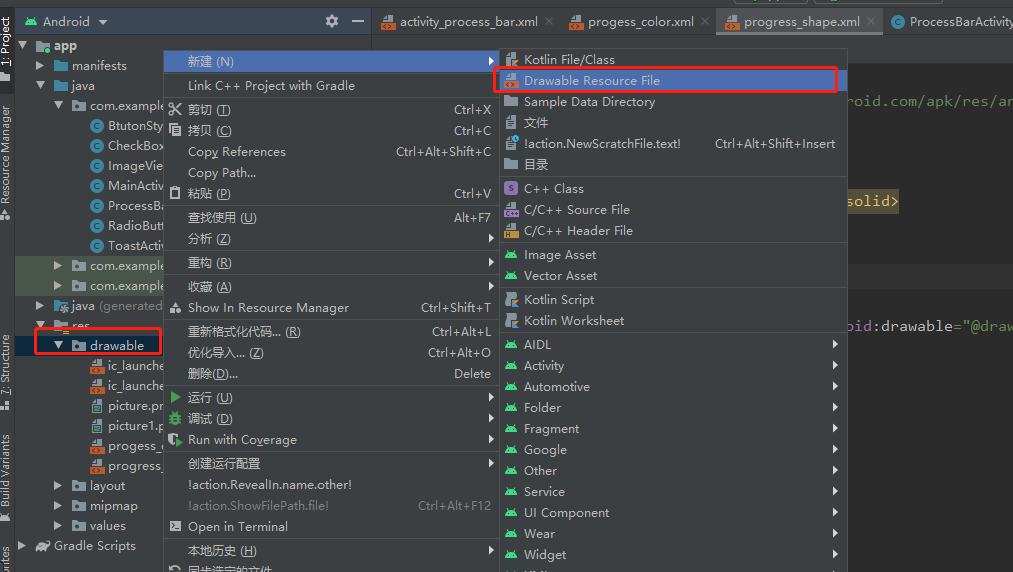 Android
activity_process_bar.xml
progess_color.xml
progress_shape.xml
ProcessBarActivity
1: Project
Resource Manager
7: Structure
Build Variants
app
manifests
java
com.example
BtutonSty
CheckBox
ImageVie
MainActiv
ProcessBa
RadioButt
ToastActi
com.example
com.example
java (generated
res
drawable
ic_launche
ic_launche
picture.pn
picture1.p
progess_c
progress_
layout
mipmap
values
Gradle Scripts
新建 (N)
Link C++ Project with Gradle
剪切 (T) Ctrl+X
拷贝 (C) Ctrl+C
Copy References Ctrl+Alt+Shift+C
Copy Path...
粘贴 (P) Ctrl+V
查找使用 (U) Alt+F7
分析 (Z)
重构 (R)
收藏 (A)
Show In Resource Manager Ctrl+Shift+T
重新格式化代码... (R) Ctrl+Alt+L
优化导入... (Z) Ctrl+Alt+O
删除(D)... Delete
运行 (U)
调试 (D)
Run with Coverage
创建运行配置
!action.RevealIn.name.other!
!action.ShowFilePath.file! Ctrl+Alt+F12
Open in Terminal
本地历史 (H)
同步选定的文件
Kotlin File/Class
Drawable Resource File
Sample Data Directory
文件
!action.NewScratchFile.text! Ctrl+Alt+Shift+Insert
目录
C++ Class
C/C++ Source File
C/C++ Header File
Image Asset
Vector Asset
Kotlin Script
Kotlin Worksheet
AIDL
Activity
Automotive
Folder
Fragment
Google
Other
Service
UI Component
Wear
Widget
roid.com/apk/res/an
solid>
oid:drawable="@draw